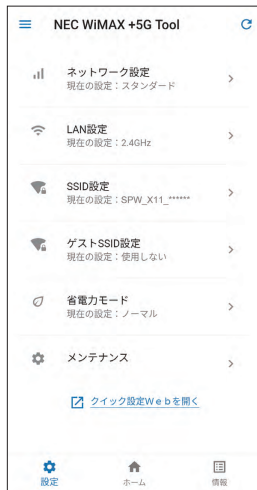 NEC WiMAX +5G Tool
ネットワーク設定
現在の設定：スタンダード
LAN設定
現在の設定：2.4GHz
SSID設定
現在の設定：SPW_X11_******
ゲストSSID設定
現在の設定：使用しない
省電力モード
現在の設定：ノーマル
メンテナンス
クイック設定Ｗｅｂを開く
設定
ホーム
情報